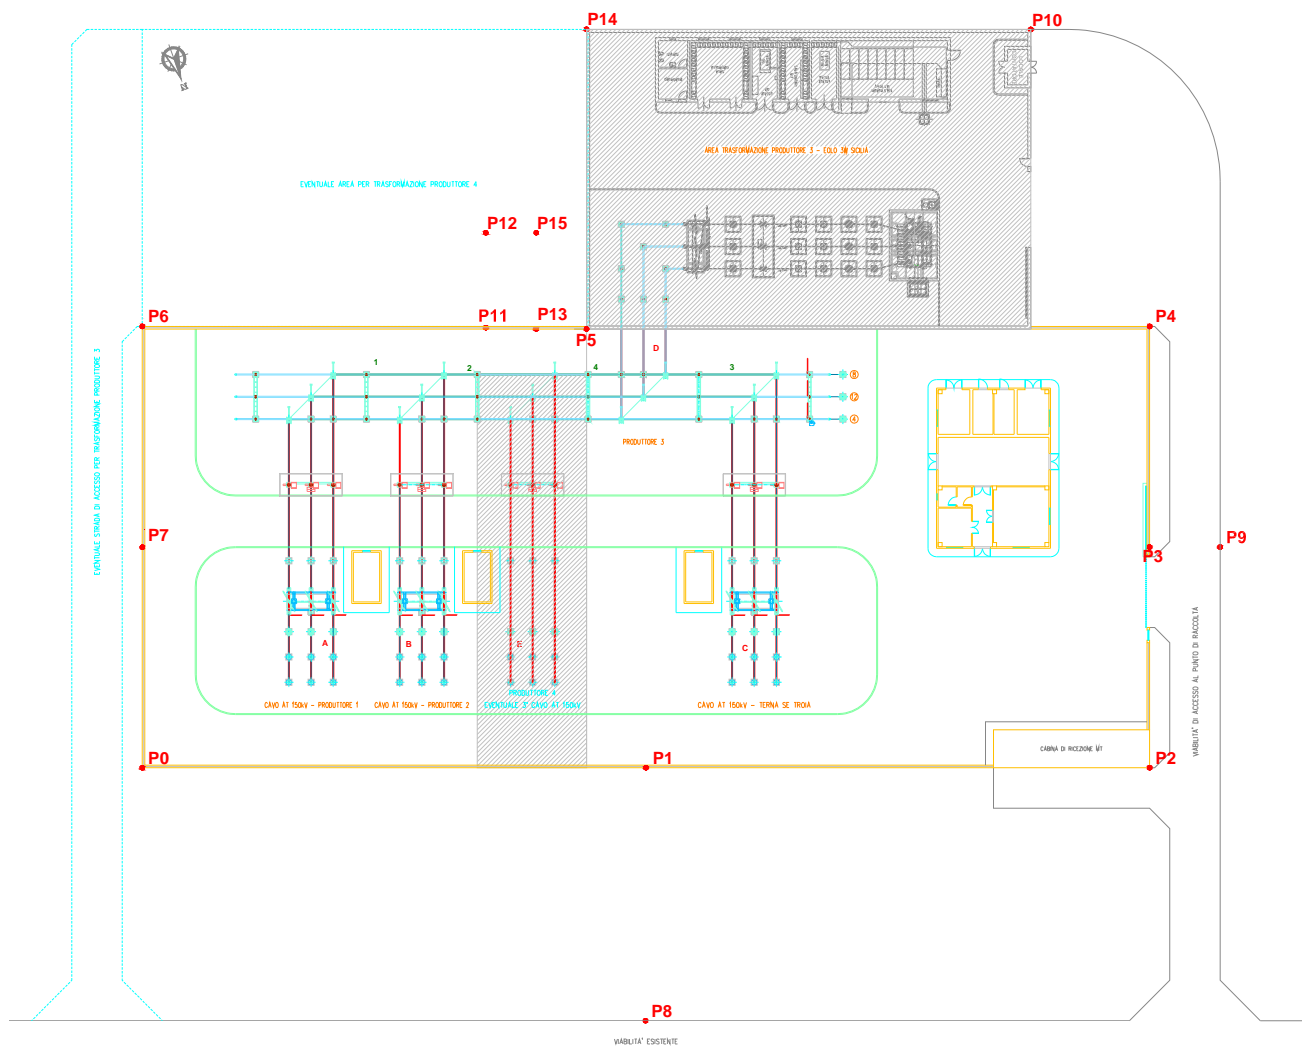 P14
P10
AREA TRASFORMAZIONE PRODUTTORE 3 - EOLO 3W SICILIA
EVENTUALE AREA PER TRASFORMAZIONE PRODUTTORE 4
P12
P15
P6
P11
P13
P5
P4
D
1
2
4
3
EVENTUALE STRADA DI ACCESSO PER TRASFORMAZIONE PRODUTTORE 3
PRODUTTORE 3
P7
P3
P9
A
B
E
C
PRODUTTORE 4
CAVO AT 150kV - PRODUTTORE 1
CAVO AT 150kV - PRODUTTORE 2
EVENTUALE 3° CAVO AT 150kV
CAVO AT 150kV - TERNA SE TROIA
VIABILITA' DI ACCESSO AL PUNTO DI RACCOLTA
CABINA DI RICEZIONE MT
P0
P1
P2
P8
VIABILITA' ESISTENTE